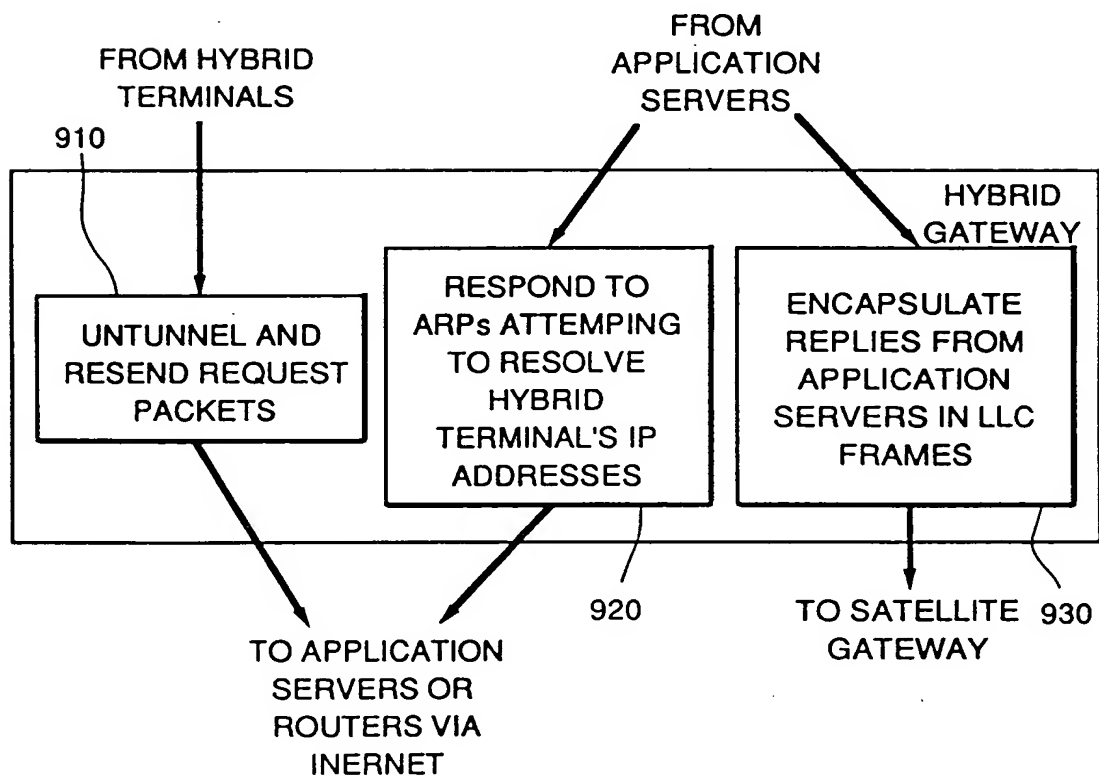 FROM HYBRID
TERMINALS
FROM
APPLICATION
SERVERS
910
HYBRID
GATEWAY
UNTUNNEL AND
RESEND REQUEST
PACKETS
RESPOND TO
ARPs ATTEMPING
TO RESOLVE
HYBRID
TERMINAL'S IP
ADDRESSES
ENCAPSULATE
REPLIES FROM
APPLICATION
SERVERS IN LLC
FRAMES
920
930
TO APPLICATION
SERVERS OR
ROUTERS VIA
INERNET
TO SATELLITE
GATEWAY